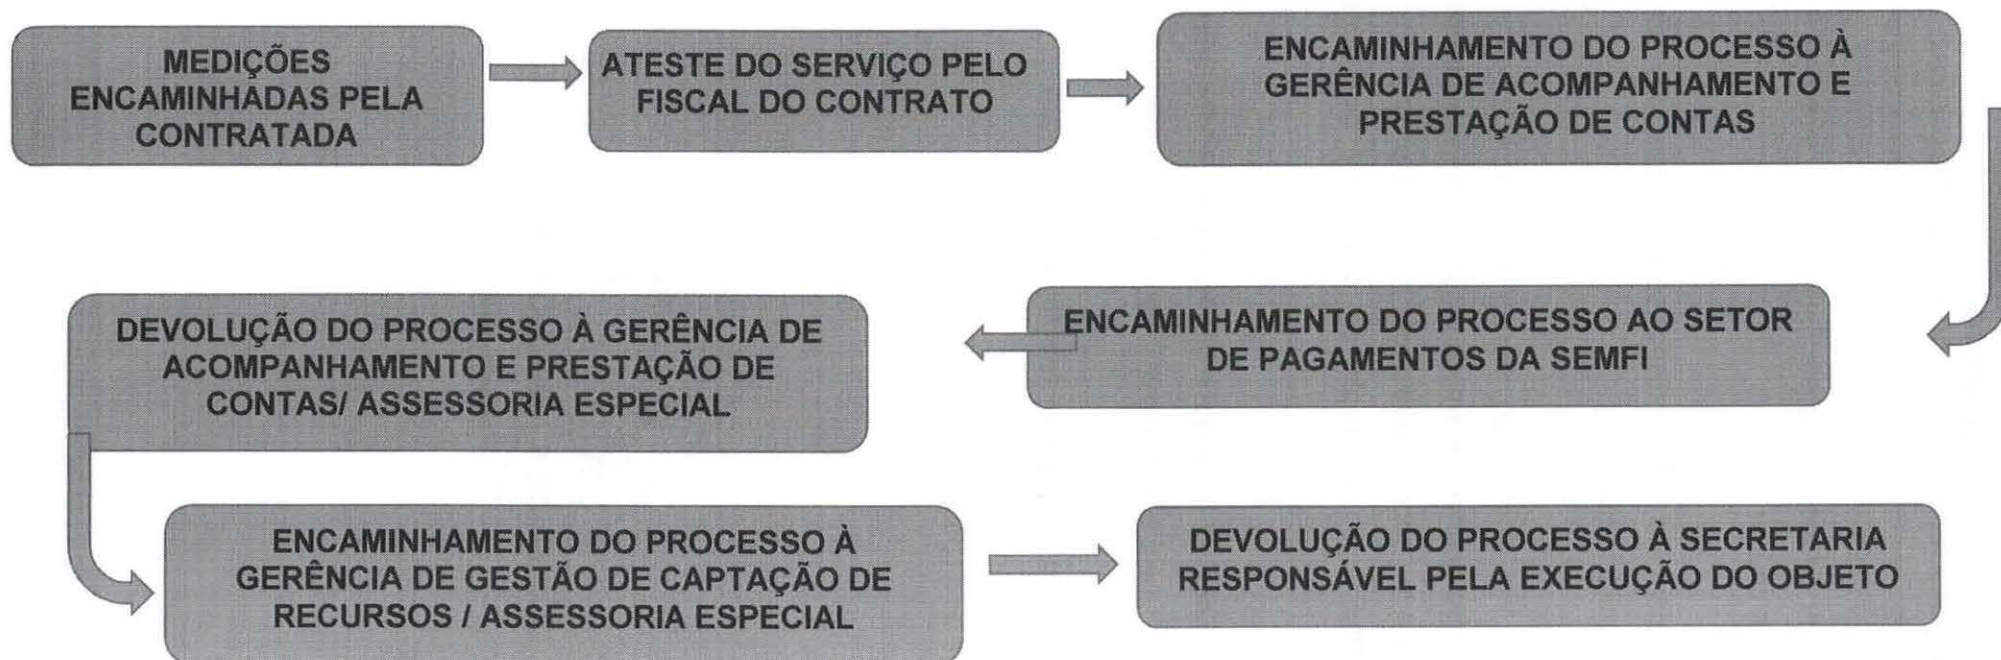 MEDIÇÕES
ENCAMINHADAS PELA
CONTRATADA
ATESTE DO SERVIÇO PELO
FISCAL DO CONTRATO
ENCAMINHAMENTO DO PROCESSO À
GERÊNCIA DE ACOMPANHAMENTO E
PRESTAÇÃO DE CONTAS
ENCAMINHAMENTO DO PROCESSO AO SETOR
DE PAGAMENTOS DA SEMFI
DEVOLUÇÃO DO PROCESSO À GERÊNCIA DE
ACOMPANHAMENTO E PRESTAÇÃO DE
CONTAS/ ASSESSORIA ESPECIAL
ENCAMINHAMENTO DO PROCESSO À
GERÊNCIA DE GESTÃO DE CAPTAÇÃO DE
RECURSOS / ASSESSORIA ESPECIAL
DEVOLUÇÃO DO PROCESSO À SECRETARIA
RESPONSÁVEL PELA EXECUÇÃO DO OBJETO